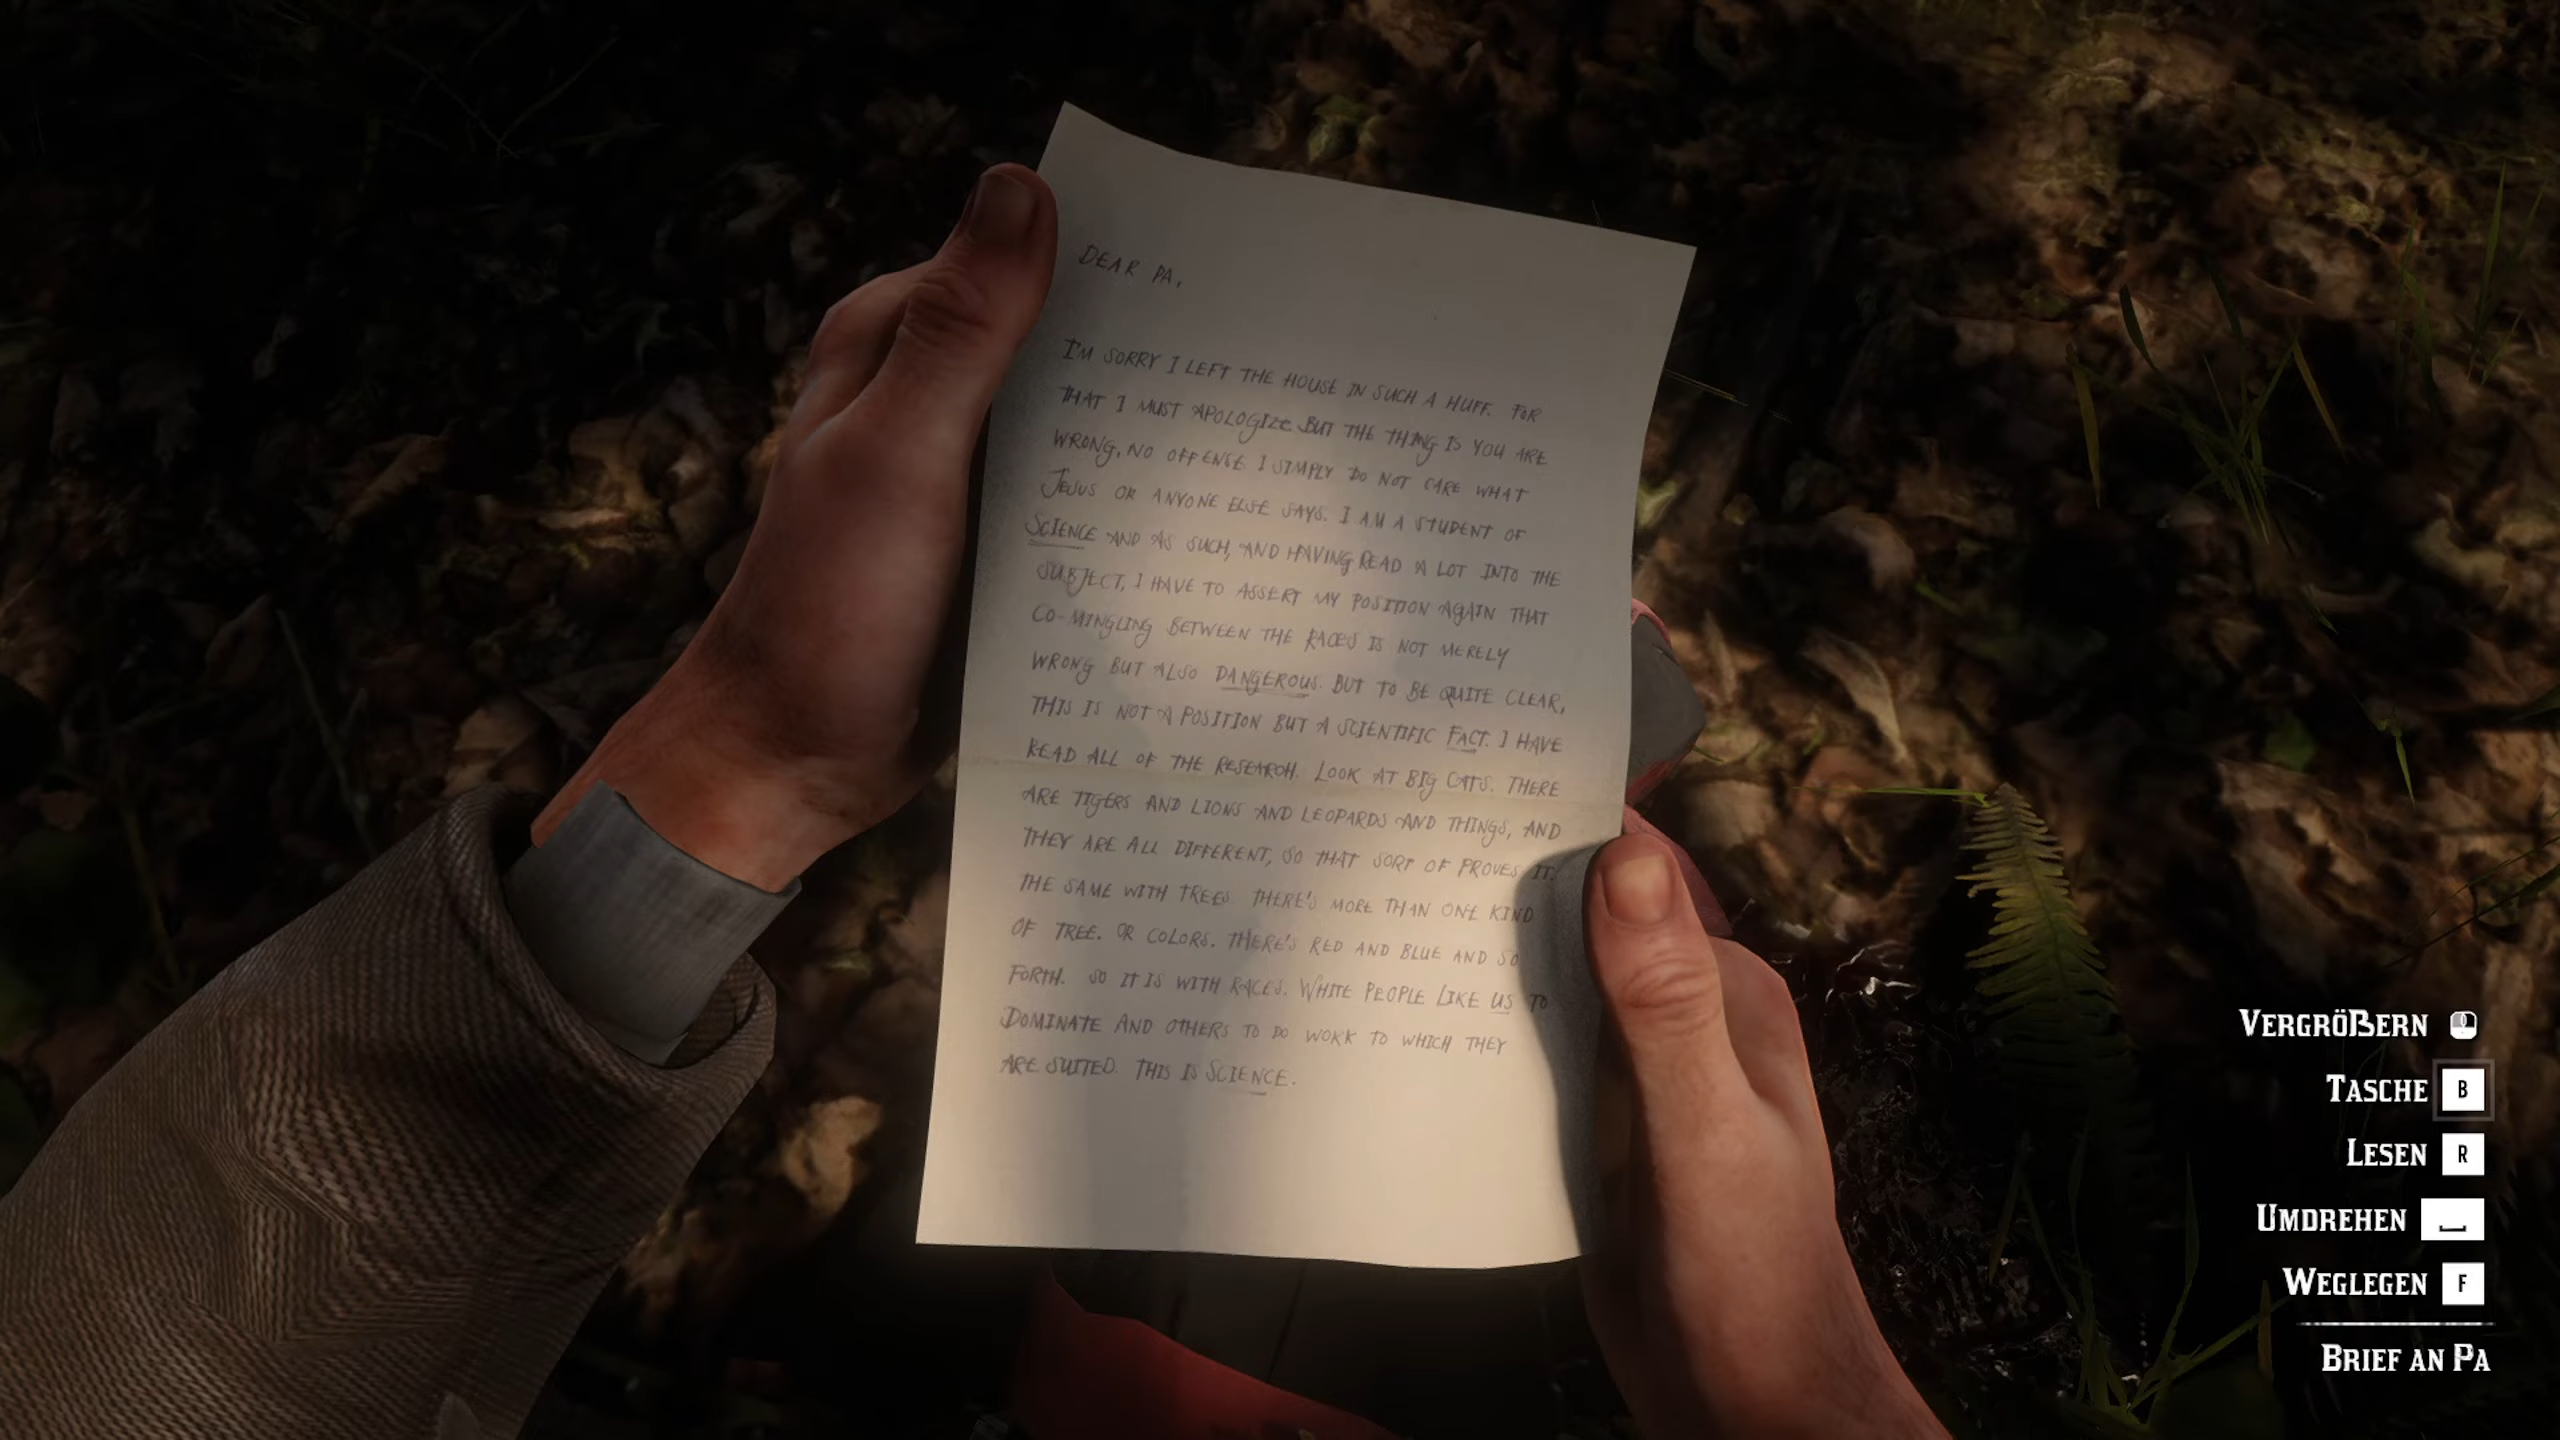 DEAR PA,
I'M SORRY I LEFT THE HOUSE IN SUCH A HUFF. FOR
THAT I MUST APOLOGIZE. BUT THE THING IS YOU ARE
WRONG, NO OFFENSE. I SIMPLY DO NOT CARE WHAT
JESUS OR ANYONE ELSE SAYS. I AM A STUDENT OF
SCIENCE AND AS SUCH, AND HAVING READ A LOT INTO THE
SUBJECT, I HAVE TO ASSERT MY POSITION AGAIN THAT
CO-MINGLING BETWEEN THE RACES IS NOT MERELY
WRONG BUT ALSO DANGEROUS. BUT TO BE QUITE CLEAR,
THIS IS NOT A POSITION BUT A SCIENTIFIC FACT. I HAVE
READ ALL OF THE RESEARCH. LOOK AT BIG CATS. THERE
ARE TIGERS AND LIONS AND LEOPARDS AND THINGS, AND
THEY ARE ALL DIFFERENT, SO THAT SORT OF PROVES IT.
THE SAME WITH TREES. THERE'S MORE THAN ONE KIND
OF TREE. OR COLORS. THERE'S RED AND BLUE AND SO
FORTH. SO IT IS WITH RACES. WHITE PEOPLE LIKE US TO
DOMINATE AND OTHERS TO DO WORK TO WHICH THEY
ARE SUITED. THIS IS SCIENCE.
VERGRÖẞERN
TASCHE B
LESEN R
UMDREHEN
WEGLEGEN F
BRIEF AN PA